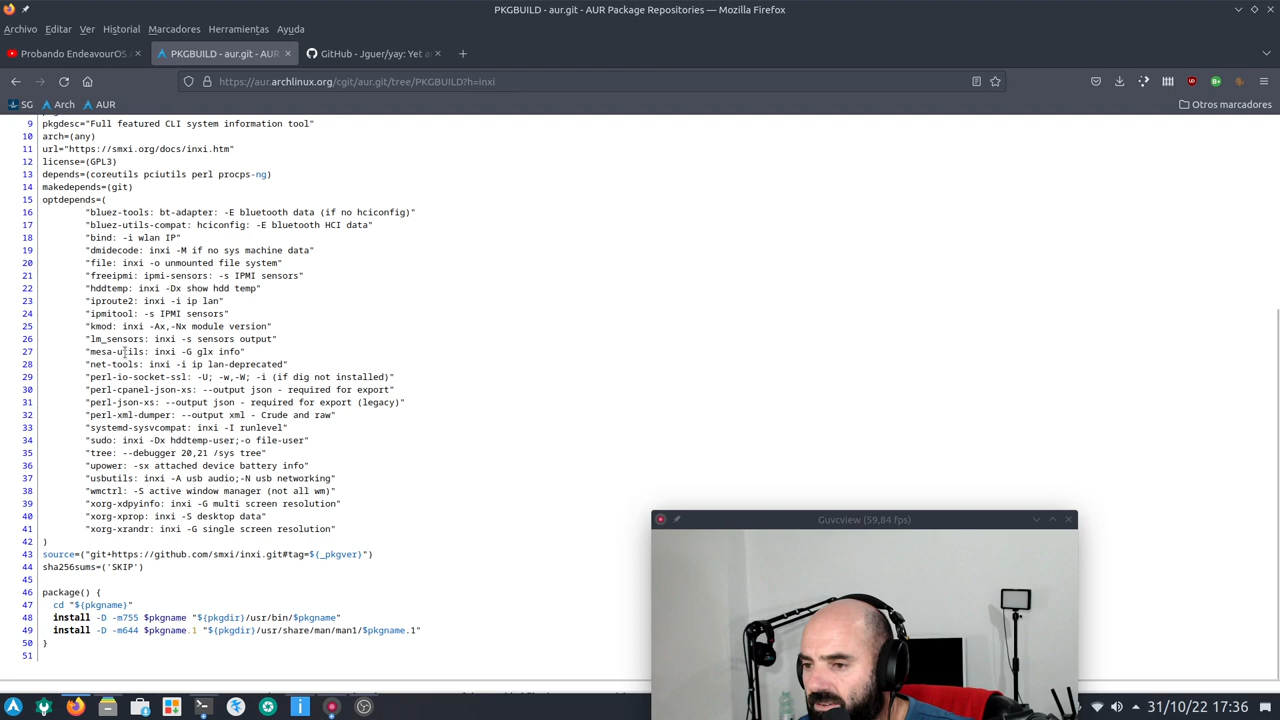 PKGBUILD - aur.git - AUR Package Repositories — Mozilla Firefox
Archivo Editar Ver Historial Marcadores Herramientas Ayuda
Probando EndeavourOS
PKGBUILD - aur.git - AUR
GitHub - Jguer/yay: Yet a
https://aur.archlinux.org/cgit/aur.git/tree/PKGBUILD?h=inxi
SG Arch AUR Otros marcadores
9 pkgdesc="Full featured CLI system information tool"
10 arch=(any)
11 url="https://smxi.org/docs/inxi.htm"
12 license=(GPL3)
13 depends=(coreutils pciutils perl procps-ng)
14 makedepends=(git)
15 optdepends=(
16 "bluez-tools: bt-adapter: -E bluetooth data (if no hciconfig)"
17 "bluez-utils-compat: hciconfig: -E bluetooth HCI data"
18 "bind: -i wlan IP"
19 "dmidecode: inxi -M if no sys machine data"
20 "file: inxi -o unmounted file system"
21 "freeipmi: ipmi-sensors: -s IPMI sensors"
22 "hddtemp: inxi -Dx show hdd temp"
23 "iproute2: inxi -i ip lan"
24 "ipmitool: -s IPMI sensors"
25 "kmod: inxi -Ax,-Nx module version"
26 "lm_sensors: inxi -s sensors output"
27 "mesa-utils: inxi -G glx info"
28 "net-tools: inxi -i ip lan-deprecated"
29 "perl-io-socket-ssl: -U; -w,-W; -i (if dig not installed)"
30 "perl-cpanel-json-xs: --output json - required for export"
31 "perl-json-xs: --output json - required for export (legacy)"
32 "perl-xml-dumper: --output xml - Crude and raw"
33 "systemd-sysvcompat: inxi -I runlevel"
34 "sudo: inxi -Dx hddtemp-user;-o file-user"
35 "tree: --debugger 20,21 /sys tree"
36 "upower: -sx attached device battery info"
37 "usbutils: inxi -A usb audio;-N usb networking"
38 "wmctrl: -S active window manager (not all wm)"
39 "xorg-xdpyinfo: inxi -G multi screen resolution"
40 "xorg-xprop: inxi -S desktop data"
41 "xorg-xrandr: inxi -G single screen resolution"
42 )
43 source=("git+https://github.com/smxi/inxi.git#tag=${_pkgver}")
44 sha256sums=('SKIP')
45
46 package() {
47 cd "${pkgname}"
48 install -D -m755 $pkgname "${pkgdir}/usr/bin/$pkgname"
49 install -D -m644 $pkgname.1 "${pkgdir}/usr/share/man/man1/$pkgname.1"
50 }
51
Guvcview (59,84 fps)
31/10/22 17:36